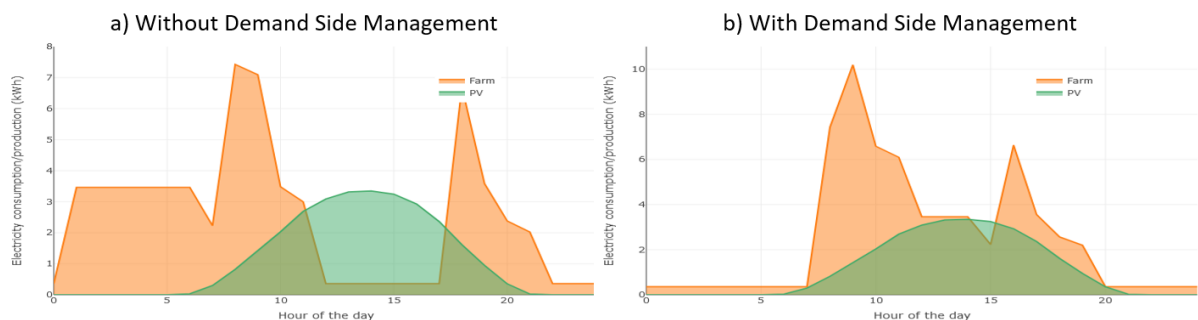 a) Without Demand Side Management
Electricity consumption/production (kWh)
8
7
6
5
4
3
2
1
0
Farm
PV
0
5
10
15
20
Hour of the day
b) With Demand Side Management
Electricity consumption/production (kWh)
10
8
6
4
2
0
Farm
PV
0
5
10
15
20
Hour of the day